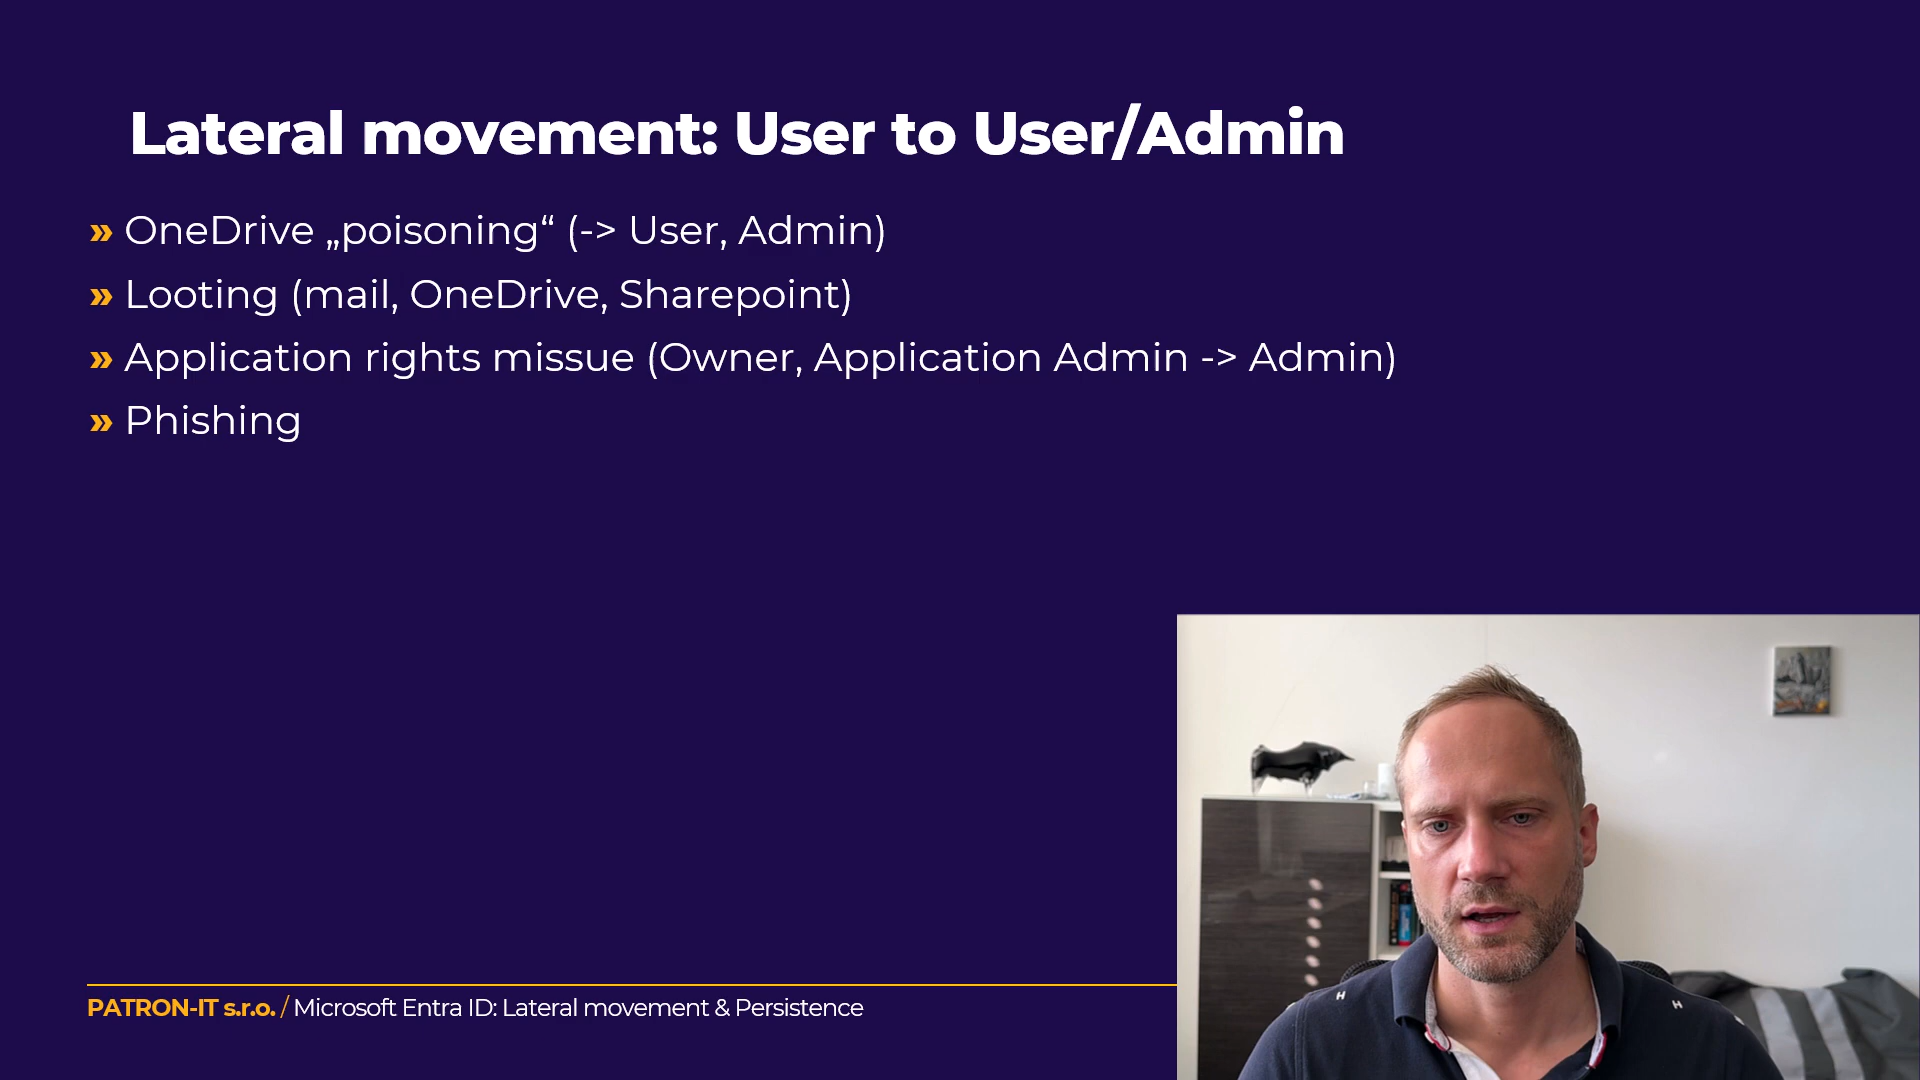 Lateral movement: User to User/Admin
» OneDrive „poisoning“ (-> User, Admin)
» Looting (mail, OneDrive, Sharepoint)
» Application rights missue (Owner, Application Admin -> Admin)
» Phishing
PATRON-IT s.r.o. / Microsoft Entra ID: Lateral movement & Persistence